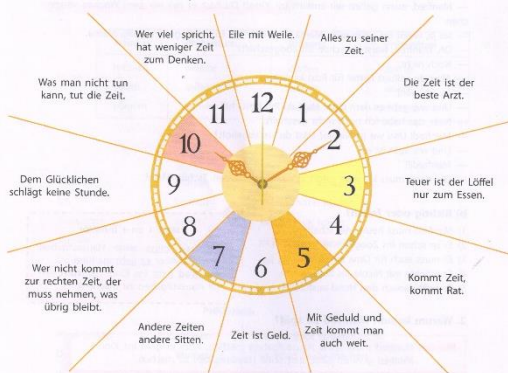 Wer viel spricht,
hat weniger Zeit
zum Denken.
Eile mit Weile.
Alles zu seiner
Zeit.
Was man nicht tun
kann, tut die Zeit.
Die Zeit ist der
beste Arzt.
Dem Glücklichen
schlägt keine Stunde.
Teuer ist der Löffel
nur zum Essen.
Wer nicht kommt
zur rechten Zeit, der
muss nehmen, was
übrig bleibt.
Kommt Zeit,
kommt Rat.
Andere Zeiten
andere Sitten.
Zeit ist Geld.
Mit Geduld und
Zeit kommt man
auch weit.
12
1
2
3
4
5
6
7
8
9
10
11